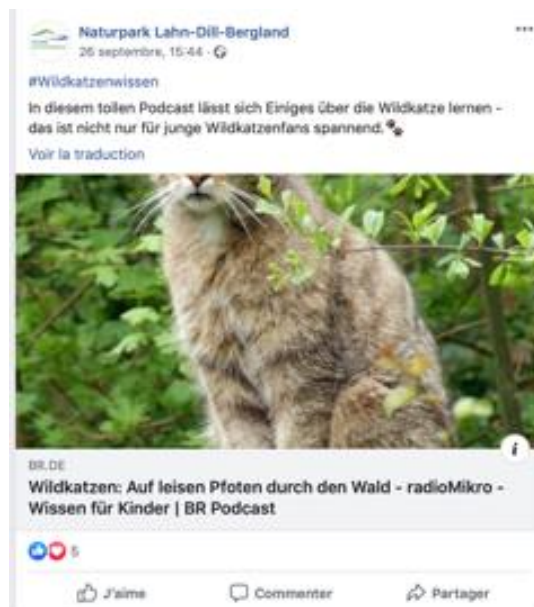 Naturpark Lahn-Dill-Bergland
26 septembre, 15:44 ·
#Wildkatzenwissen
In diesem tollen Podcast lässt sich Einiges über die Wildkatze lernen -
das ist nicht nur für junge Wildkatzenfans spannend.🐾
Voir la traduction
i
BR.DE
Wildkatzen: Auf leisen Pfoten durch den Wald - radioMikro -
Wissen für Kinder | BR Podcast
5
J'aime
Commenter
Partager